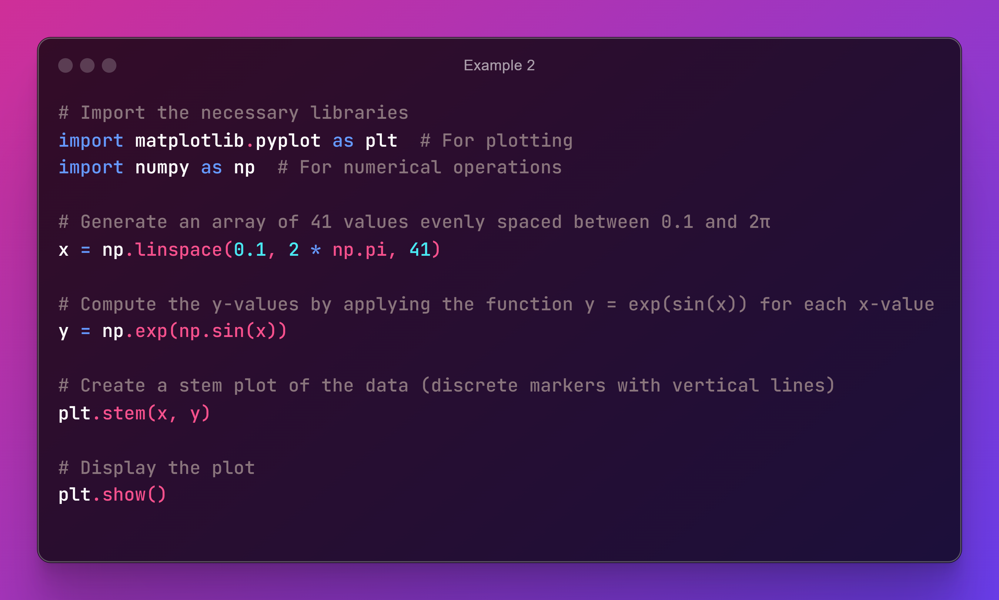 Example 2
# Import the necessary libraries
import matplotlib.pyplot as plt  # For plotting
import numpy as np  # For numerical operations
# Generate an array of 41 values evenly spaced between 0.1 and 2π
x = np.linspace(0.1, 2 * np.pi, 41)
# Compute the y-values by applying the function y = exp(sin(x)) for each x-value
y = np.exp(np.sin(x))
# Create a stem plot of the data (discrete markers with vertical lines)
plt.stem(x, y)
# Display the plot
plt.show()